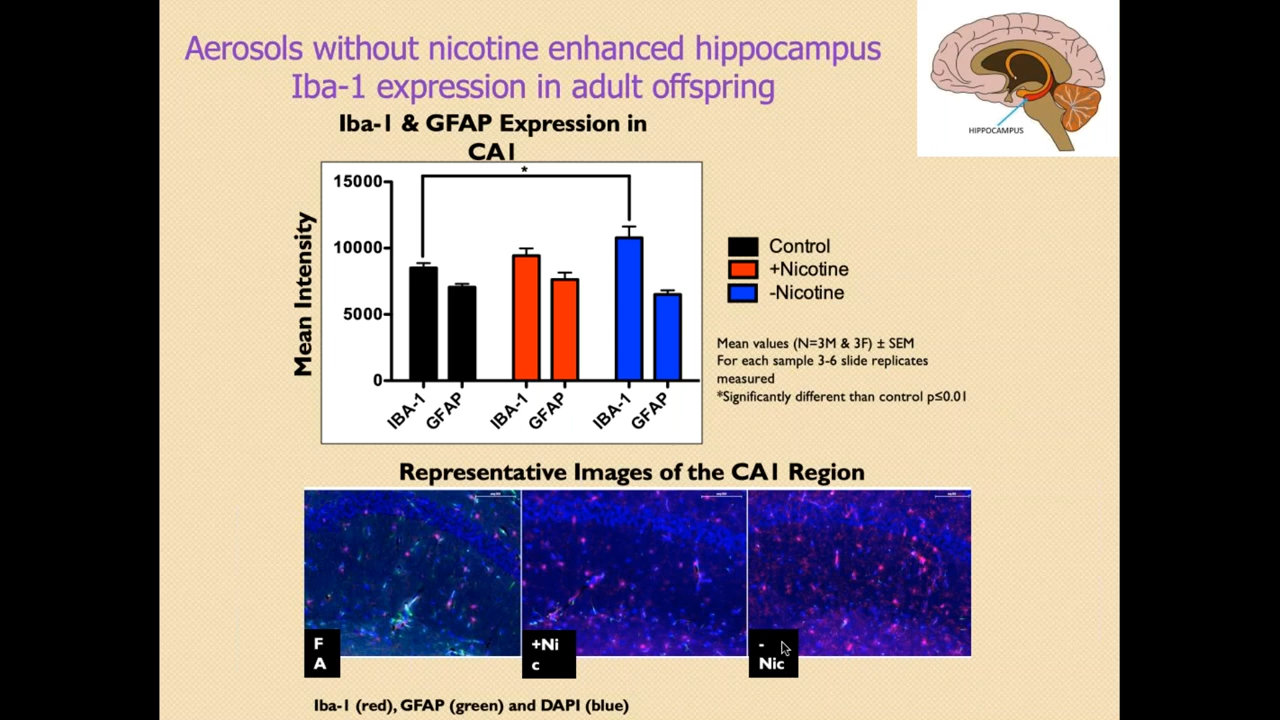 Aerosols without nicotine enhanced hippocampus
Iba-1 expression in adult offspring
HIPPOCAMPUS
Iba-1 & GFAP Expression in
CA1
*
15000
10000
5000
0
Mean Intensity
IBA-1
GFAP
IBA-1
GFAP
IBA-1
GFAP
Control
+Nicotine
-Nicotine
Mean values (N=3M & 3F) ± SEM
For each sample 3-6 slide replicates
measured
*Significantly different than control p≤0.01
Representative Images of the CA1 Region
F
A
+Ni
c
-
Nic
Iba-1 (red), GFAP (green) and DAPI (blue)